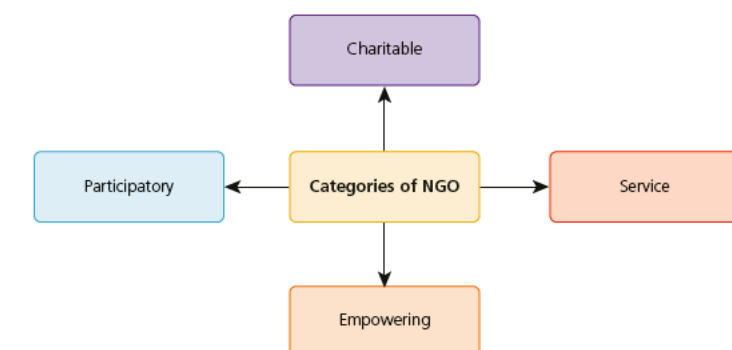 Charitable
Participatory
Categories of NGO
Service
Empowering